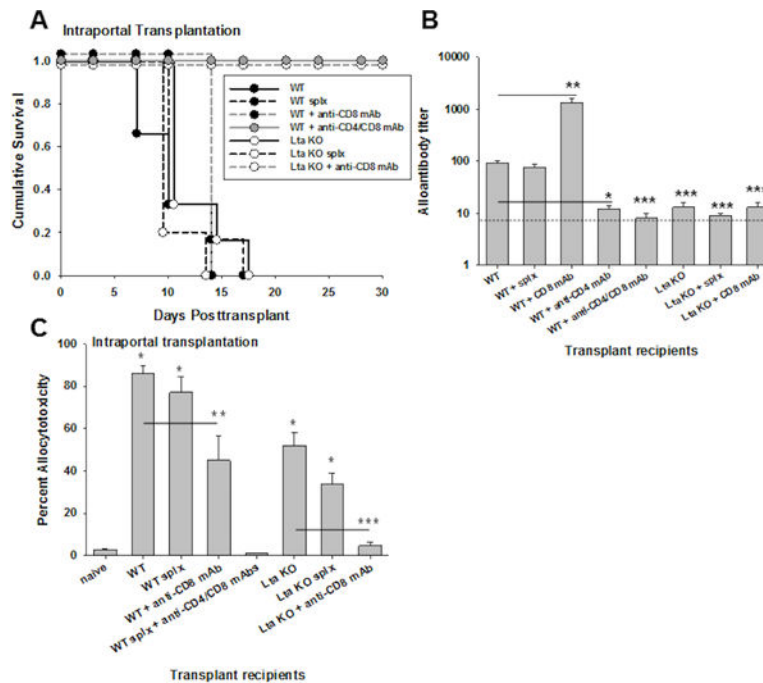 A
Intraportal Transplantation
Cumulative Survival
1.0
0.8
0.6
0.4
0.2
0.0
0 5 10 15 20 25 30
Days Posttransplant
WT
WT splx
WT + anti-CD8 mAb
WT + anti-CD4/CD8 mAb
Lta KO
Lta KO splx
Lta KO + anti-CD8 mAb
B
Alloantibody titer
10000
1000
100
10
1
**
*
***
***
***
***
WT
WT + splx
WT + CD8 mAb
WT + anti-CD4 mAb
WT + anti-CD4/CD8 mAb
Lta KO
Lta KO + splx
Lta KO + CD8 mAb
Transplant recipients
C
Intraportal transplantation
Percent Allocytotoxicity
100
80
60
40
20
0
*
*
**
*
*
***
naive
WT
WT splx
WT + anti-CD8 mAb
WT splx + anti-CD4/CD8 mAbs
Lta KO
Lta KO splx
Lta KO + anti-CD8 mAb
Transplant recipients